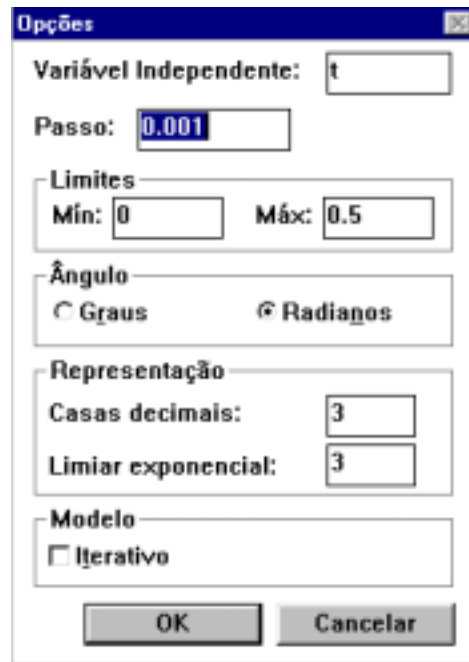 Opções
Variável Independente: t
Passo: 0.001
Limites
Mín: 0 Máx: 0.5
Ângulo
Graus Radianos
Representação
Casas decimais: 3
Limiar exponencial: 3
Modelo
Iterativo
OK Cancelar